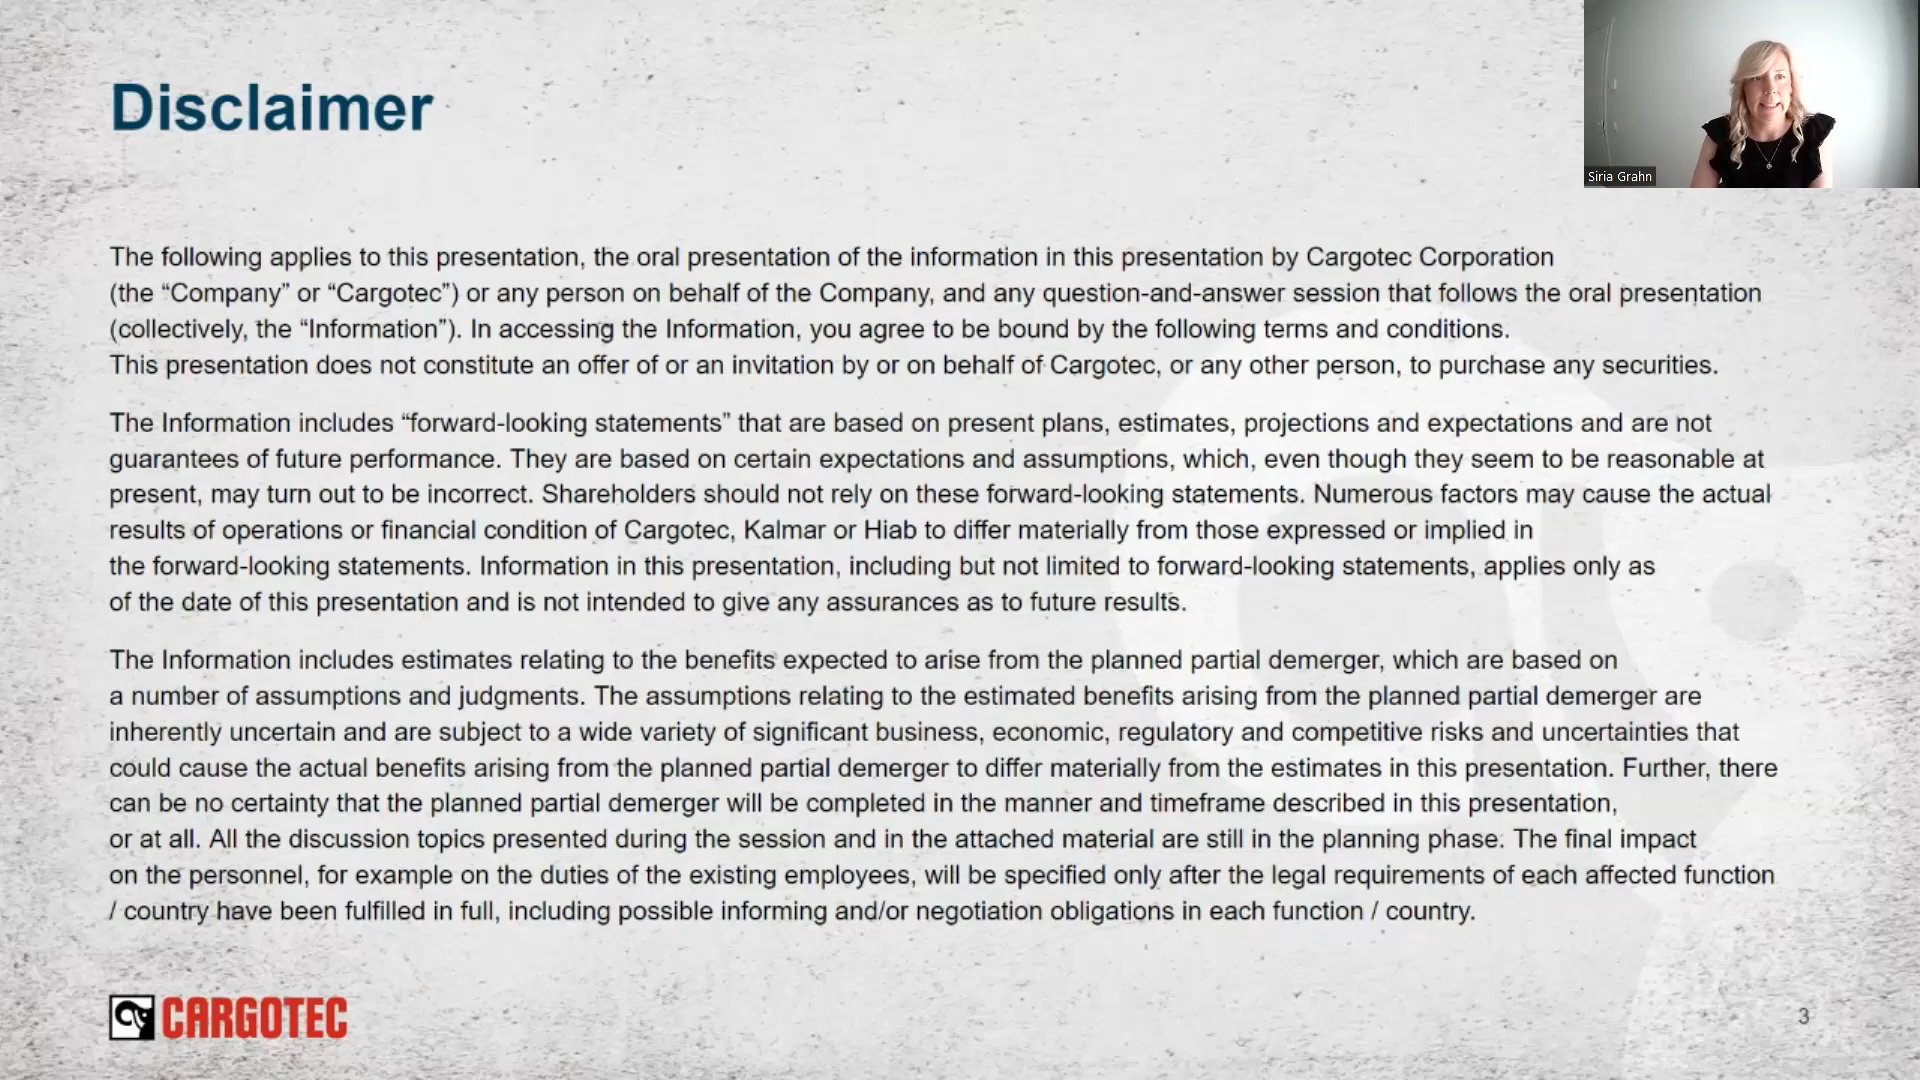 Disclaimer
Siria Grahn
The following applies to this presentation, the oral presentation of the information in this presentation by Cargotec Corporation
(the “Company” or “Cargotec”) or any person on behalf of the Company, and any question-and-answer session that follows the oral presentation
(collectively, the “Information”). In accessing the Information, you agree to be bound by the following terms and conditions.
This presentation does not constitute an offer of or an invitation by or on behalf of Cargotec, or any other person, to purchase any securities.
The Information includes “forward-looking statements” that are based on present plans, estimates, projections and expectations and are not
guarantees of future performance. They are based on certain expectations and assumptions, which, even though they seem to be reasonable at
present, may turn out to be incorrect. Shareholders should not rely on these forward-looking statements. Numerous factors may cause the actual
results of operations or financial condition of Cargotec, Kalmar or Hiab to differ materially from those expressed or implied in
the forward-looking statements. Information in this presentation, including but not limited to forward-looking statements, applies only as
of the date of this presentation and is not intended to give any assurances as to future results.
The Information includes estimates relating to the benefits expected to arise from the planned partial demerger, which are based on
a number of assumptions and judgments. The assumptions relating to the estimated benefits arising from the planned partial demerger are
inherently uncertain and are subject to a wide variety of significant business, economic, regulatory and competitive risks and uncertainties that
could cause the actual benefits arising from the planned partial demerger to differ materially from the estimates in this presentation. Further, there
can be no certainty that the planned partial demerger will be completed in the manner and timeframe described in this presentation,
or at all. All the discussion topics presented during the session and in the attached material are still in the planning phase. The final impact
on the personnel, for example on the duties of the existing employees, will be specified only after the legal requirements of each affected function
/ country have been fulfilled in full, including possible informing and/or negotiation obligations in each function / country.
CARGOTEC
3